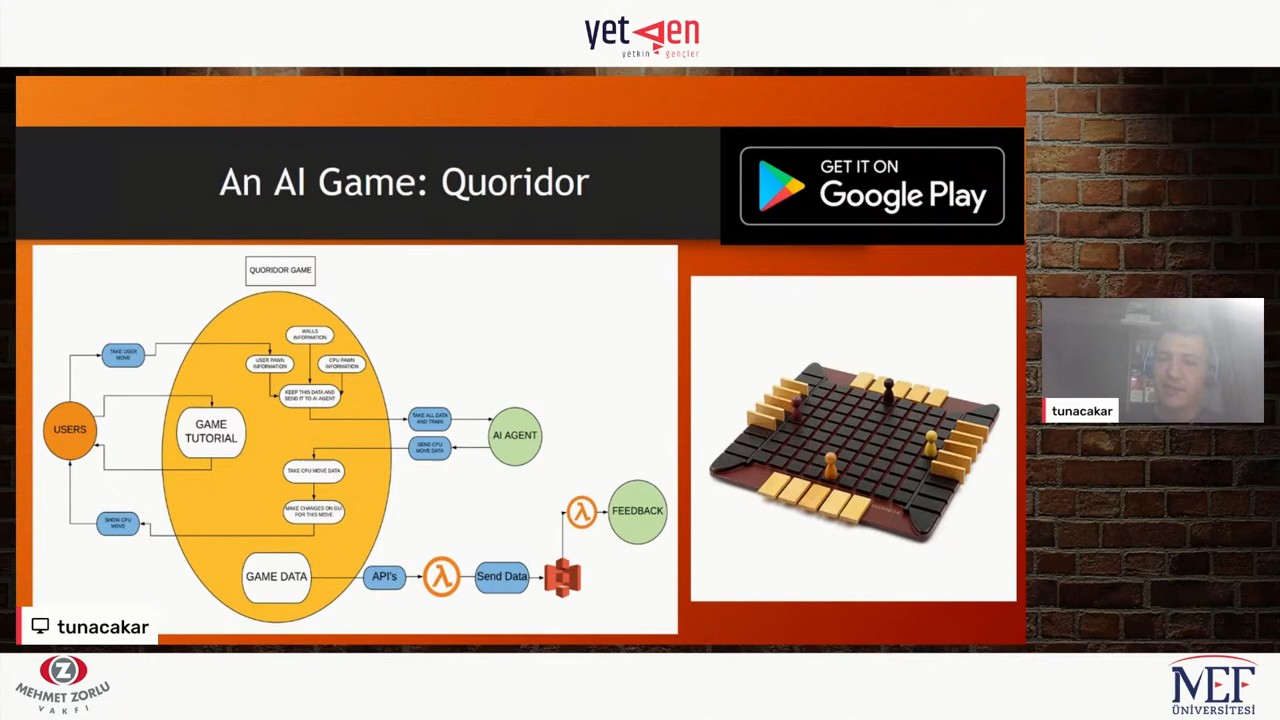 yetgen
yetkin gençler
An AI Game: Quoridor
GET IT ON
Google Play
QUORIDOR GAME
WALLS
INFORMATION
TAKE USER
MOVE
USER PAWN
INFORMATION
CPU PAWN
INFORMATION
KEEP THIS DATA AND
SEND IT TO AI AGENT
USERS
GAME
TUTORIAL
TAKE ALL DATA
AND TRAIN
SEND CPU
MOVE DATA
AI AGENT
TAKE CPU MOVE DATA
MAKE CHANGES ON GUI
FOR THIS MOVE
SHOW CPU
MOVE
FEEDBACK
GAME DATA
API's
λ
Send Data
λ
tunacakar
tunacakar
MEHMET ZORLU
VAKFI
MEF
ÜNİVERSİTESİ